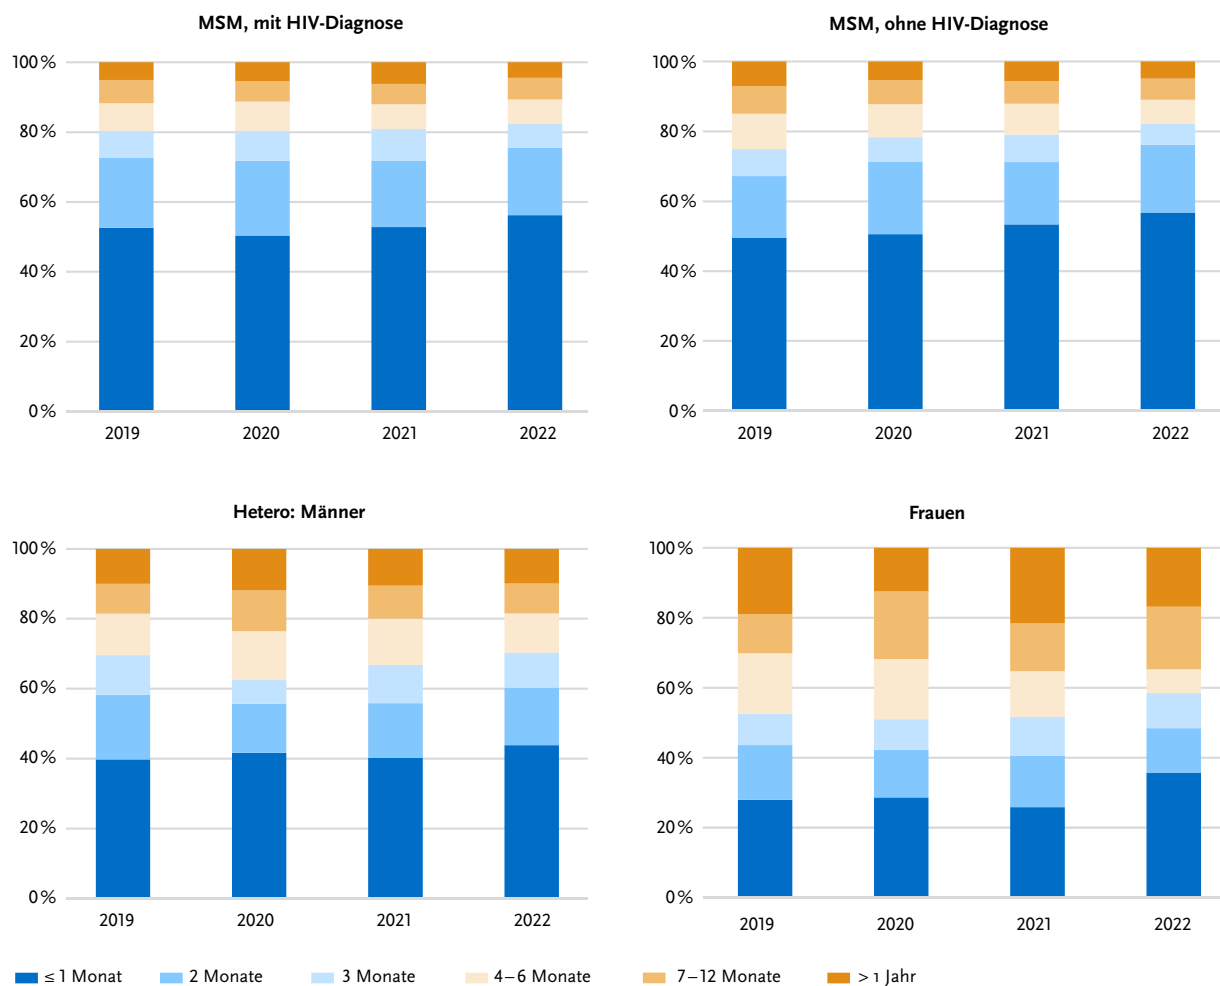 MSM, mit HIV-Diagnose
100 %
80 %
60 %
40 %
20 %
0 %
2019 2020 2021 2022
MSM, ohne HIV-Diagnose
100 %
80 %
60 %
40 %
20 %
0 %
2019 2020 2021 2022
Hetero: Männer
100 %
80 %
60 %
40 %
20 %
0 %
2019 2020 2021 2022
Frauen
100 %
80 %
60 %
40 %
20 %
0 %
2019 2020 2021 2022
≤ 1 Monat 2 Monate 3 Monate 4–6 Monate 7–12 Monate > 1 Jahr